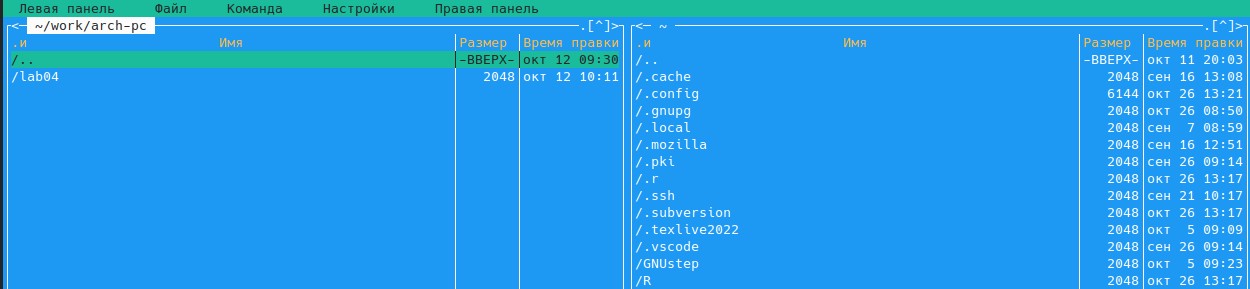 Левая панель Файл Команда Настройки Правая панель
<─ ~/work/arch-pc .[^]> <─ ~ .[^]>
.и Имя Размер Время правки .и Имя Размер Время правки
/.. -ВВЕРХ- окт 12 09:30 /.. -ВВЕРХ- окт 11 20:03
/lab04 2048 окт 12 10:11 /.cache 2048 сен 16 13:08
/.config 6144 окт 26 13:21
/.gnupg 2048 окт 26 08:50
/.local 2048 сен 7 08:59
/.mozilla 2048 сен 16 12:51
/.pki 2048 сен 26 09:14
/.r 2048 окт 26 13:17
/.ssh 2048 сен 21 10:17
/.subversion 2048 окт 26 13:17
/.texlive2022 2048 окт 5 09:09
/.vscode 2048 сен 26 09:14
/GNUstep 2048 окт 5 09:23
/R 2048 окт 26 13:17